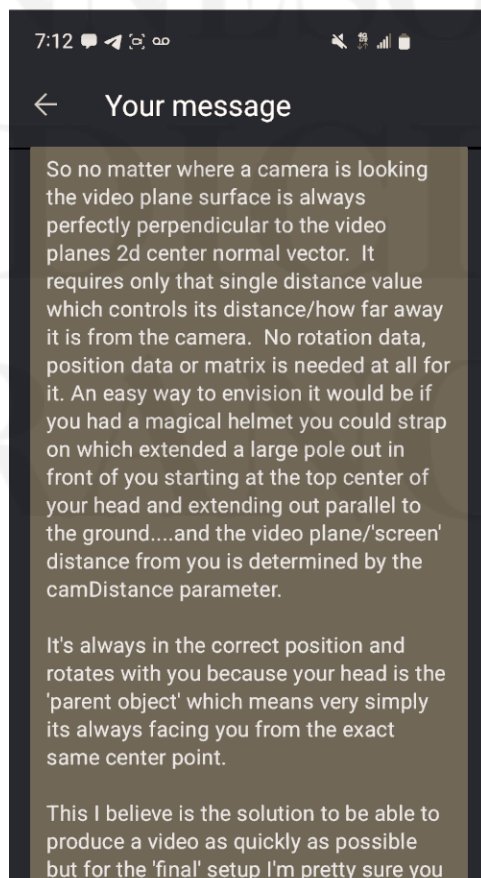 7:12
Your message
So no matter where a camera is looking
the video plane surface is always
perfectly perpendicular to the video
planes 2d center normal vector.  It
requires only that single distance value
which controls its distance/how far away
it is from the camera.  No rotation data,
position data or matrix is needed at all for
it. An easy way to envision it would be if
you had a magical helmet you could strap
on which extended a large pole out in
front of you starting at the top center of
your head and extending out parallel to
the ground....and the video plane/'screen'
distance from you is determined by the
camDistance parameter.
It's always in the correct position and
rotates with you because your head is the
'parent object' which means very simply
its always facing you from the exact
same center point.
This I believe is the solution to be able to
produce a video as quickly as possible
but for the 'final' setup I'm pretty sure you